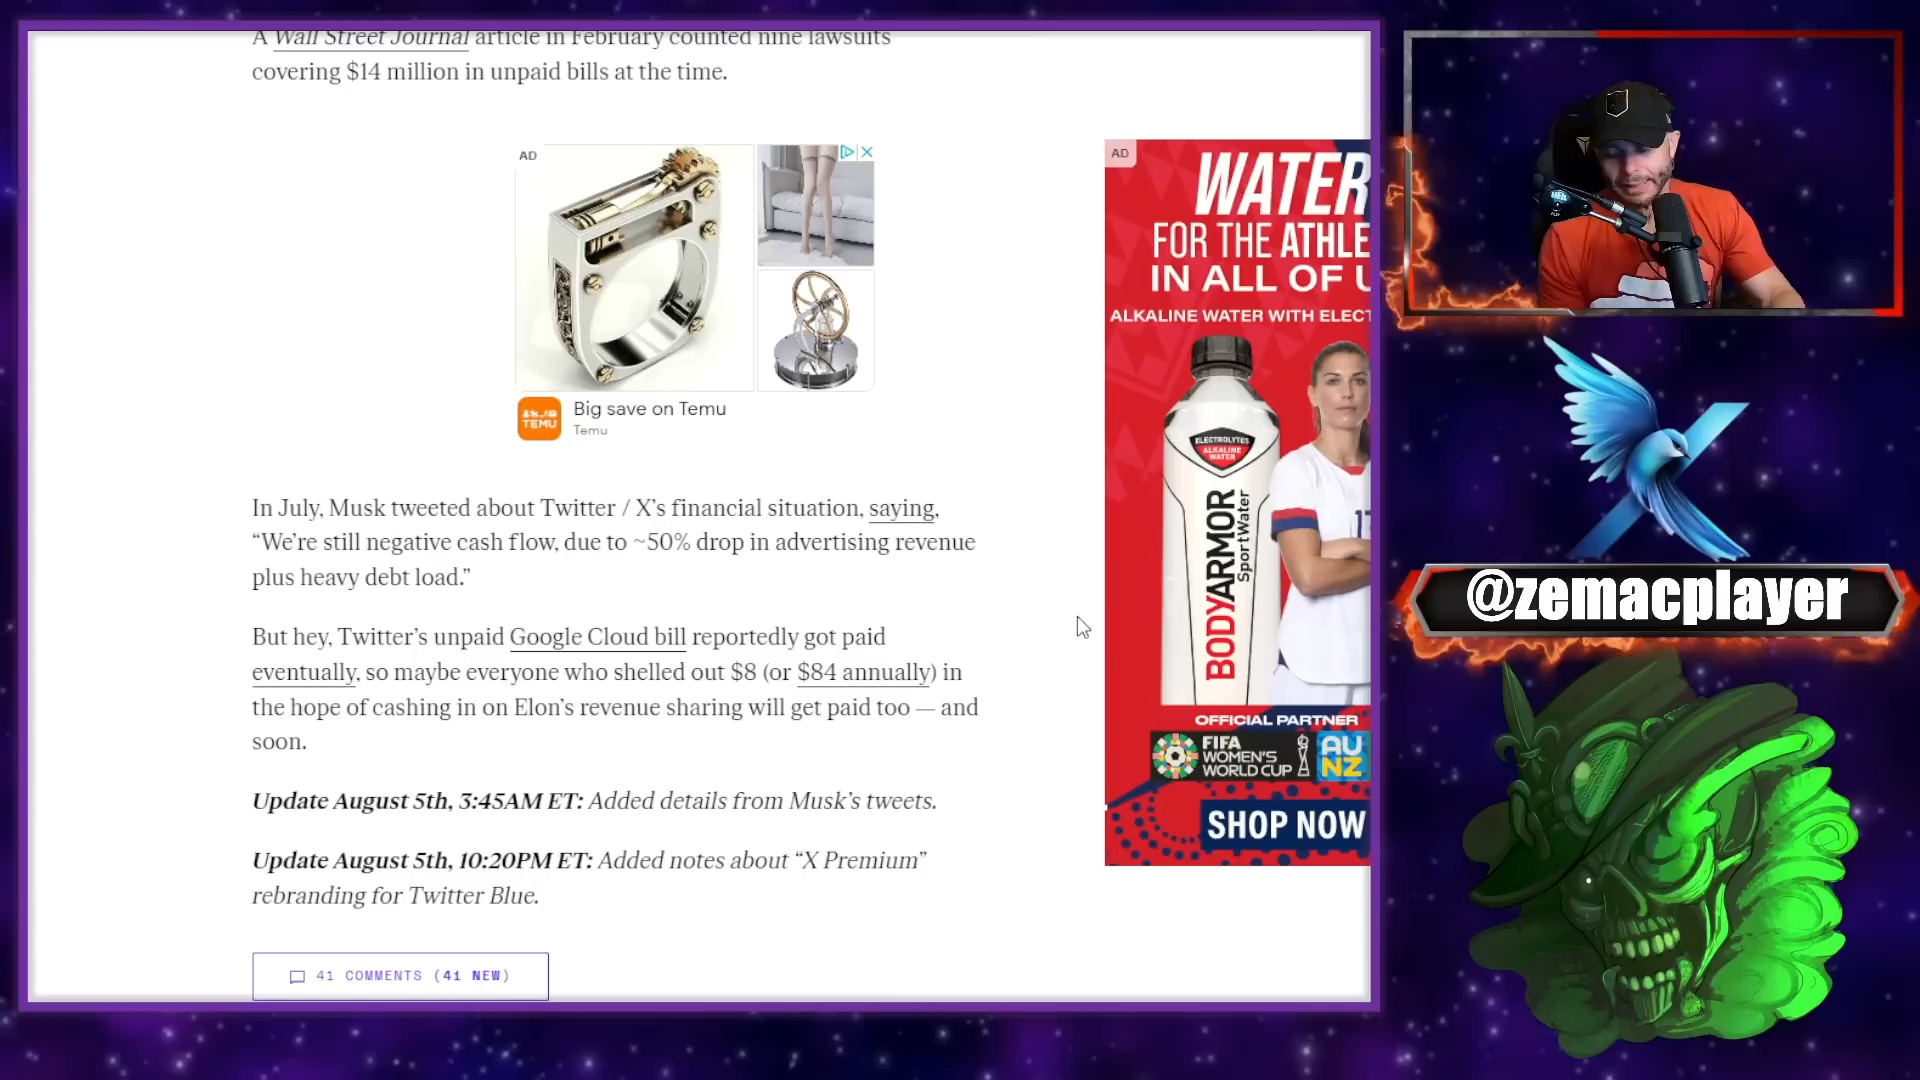 A Wall Street Journal article in February counted nine lawsuits
covering $14 million in unpaid bills at the time.
AD
TEMU
Big save on Temu
Temu
AD
WATER
FOR THE ATHLE
IN ALL OF U
ALKALINE WATER WITH ELECT
ELECTROLYTES
ALKALINE
WATER
BODYARMOR
SportWater
17
OFFICIAL PARTNER
FIFA
WOMEN'S
WORLD CUP
AU
NZ
SHOP NOW
In July, Musk tweeted about Twitter / X’s financial situation, saying,
“We’re still negative cash flow, due to ~50% drop in advertising revenue
plus heavy debt load.”
But hey, Twitter’s unpaid Google Cloud bill reportedly got paid
eventually, so maybe everyone who shelled out $8 (or $84 annually) in
the hope of cashing in on Elon’s revenue sharing will get paid too — and
soon.
Update August 5th, 3:45AM ET: Added details from Musk’s tweets.
Update August 5th, 10:20PM ET: Added notes about “X Premium”
rebranding for Twitter Blue.
41 COMMENTS (41 NEW)
@zemacplayer